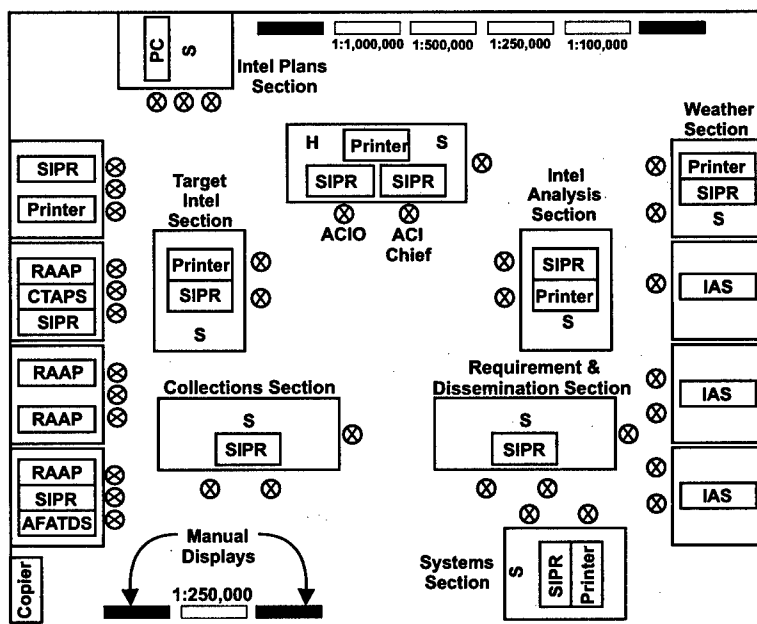 PC
S
1:1,000,000
1:500,000
1:250,000
1:100,000
Intel Plans
Section
H
Printer
S
SIPR
SIPR
ACIO
ACI
Chief
Weather
Section
Printer
SIPR
S
SIPR
Printer
Target
Intel
Section
Printer
SIPR
S
Intel
Analysis
Section
SIPR
Printer
S
RAAP
CTAPS
SIPR
IAS
RAAP
RAAP
Collections Section
S
SIPR
Requirement &
Dissemination Section
S
SIPR
IAS
RAAP
SIPR
AFATDS
IAS
Manual
Displays
Systems
Section
S
SIPR
Printer
Copier
1:250,000